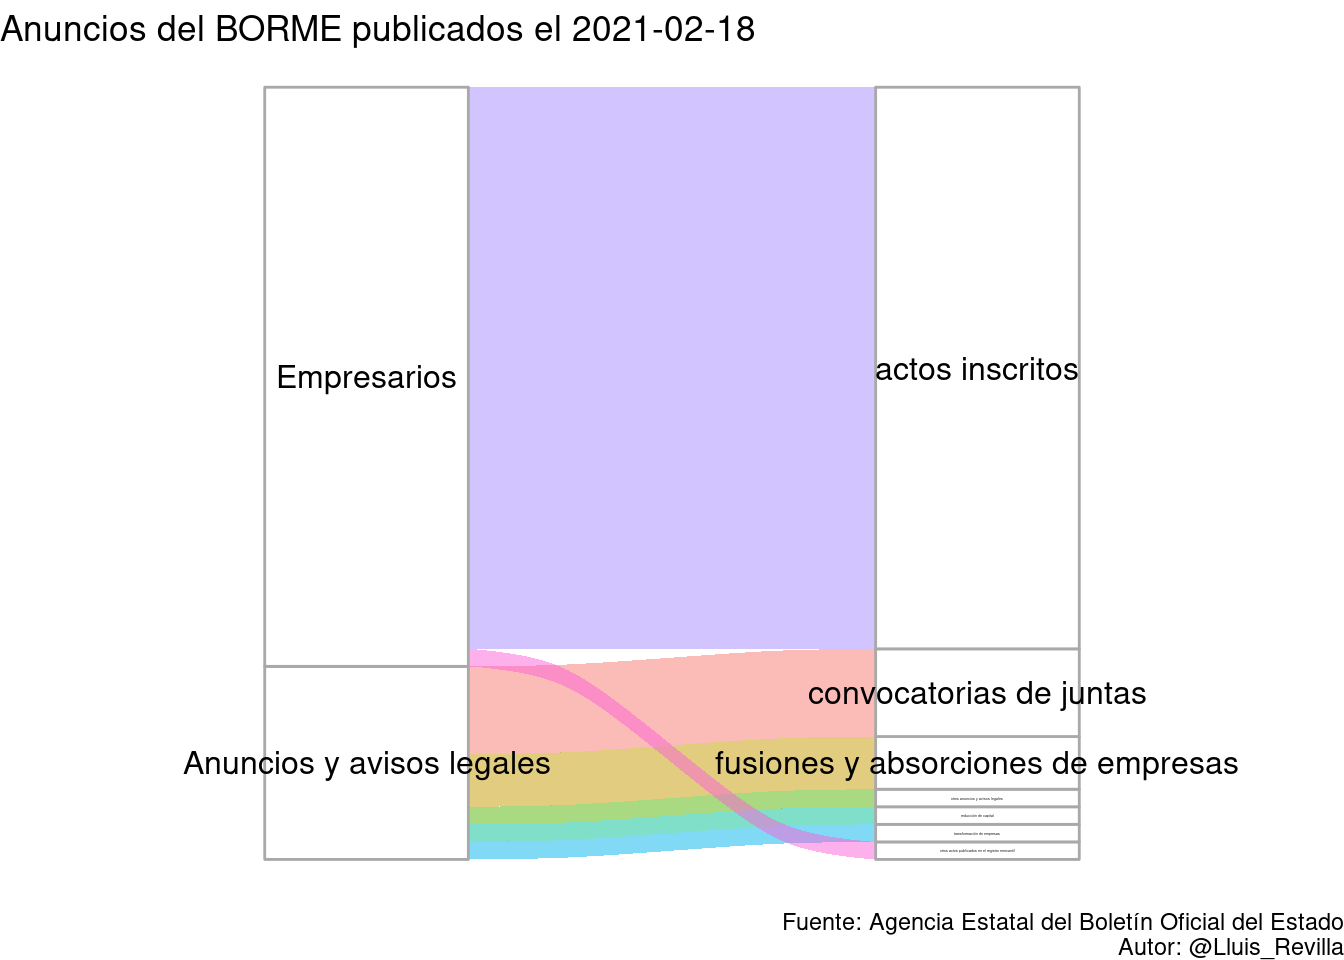 Anuncios del BORME publicados el 2021-02-18
Empresarios
actos inscritos
convocatorias de juntas
Anuncios y avisos legales
fusiones y absorciones de empresas
otros anuncios y avisos legales
reducción de capital
transformación de empresas
otros actos publicados en el registro mercantil
Fuente: Agencia Estatal del Boletín Oficial del Estado
Autor: @Lluis_Revilla